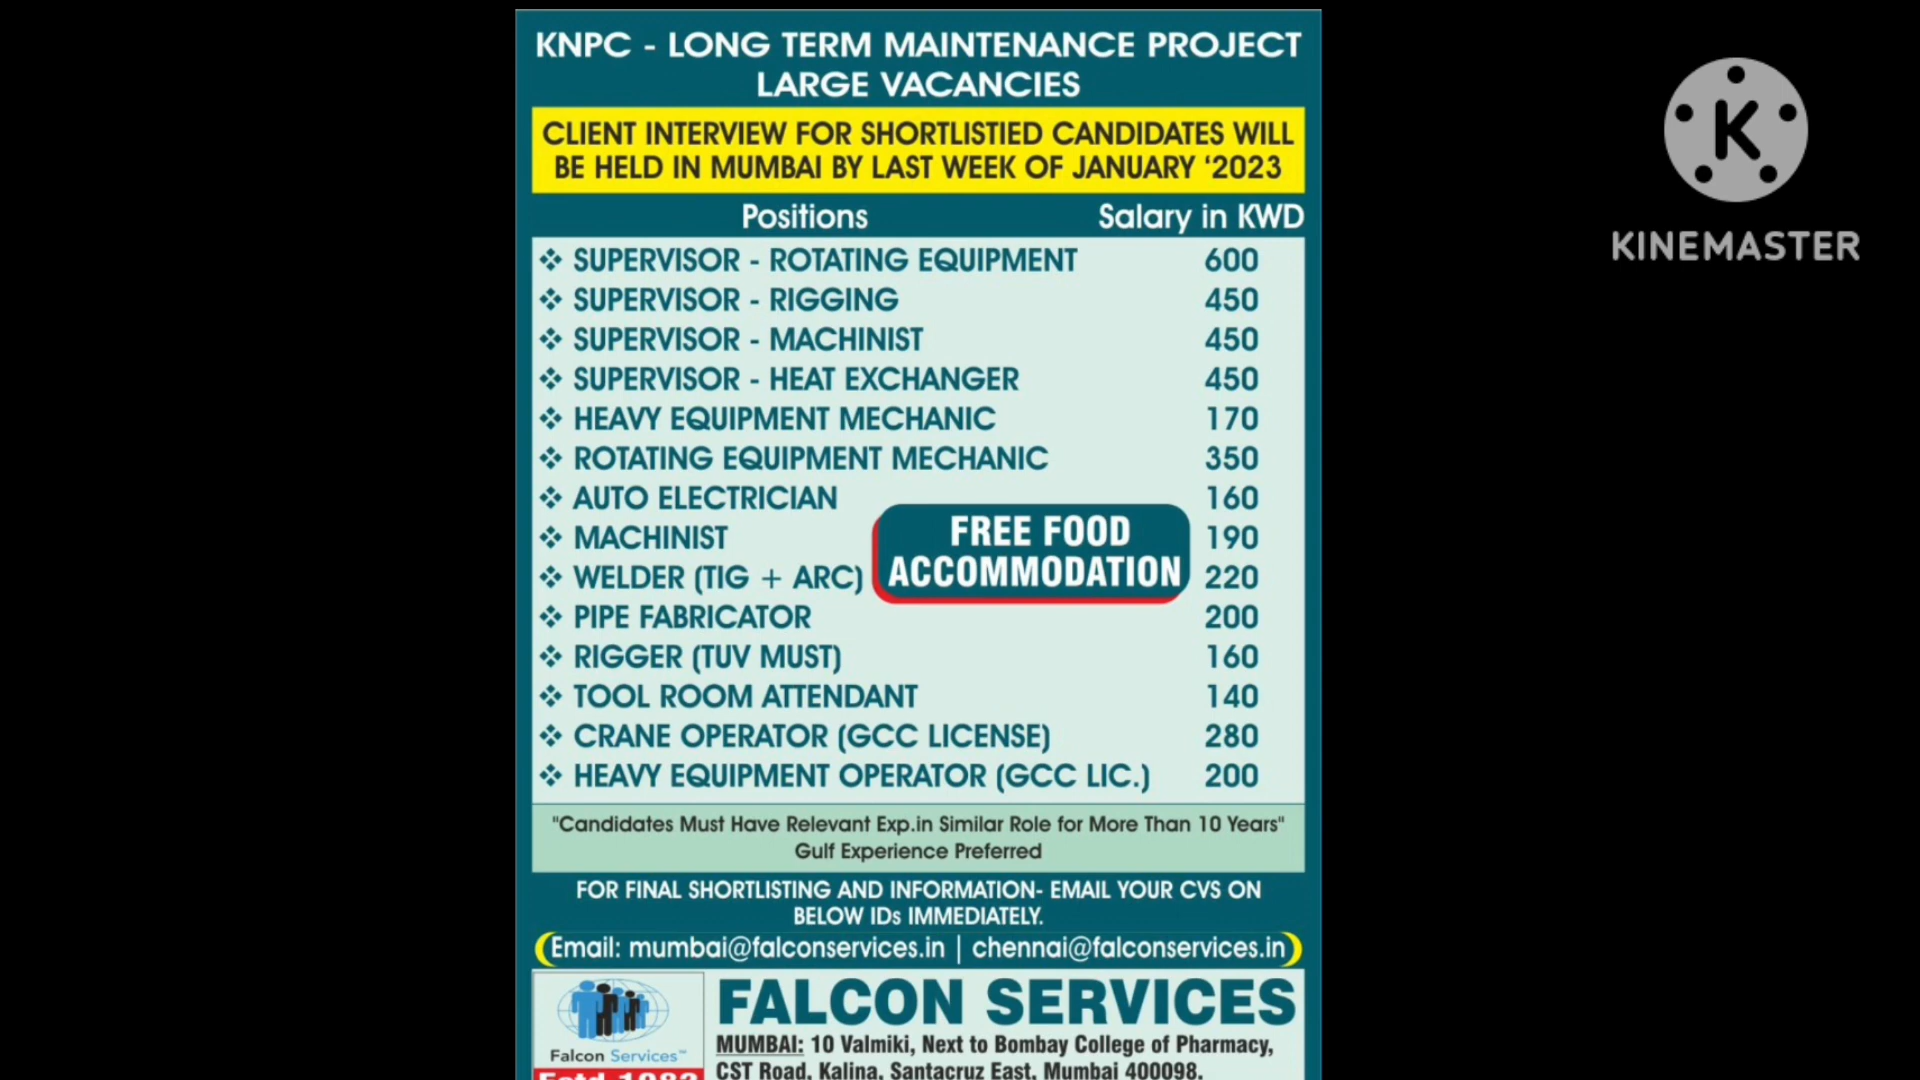 KNPC - LONG TERM MAINTENANCE PROJECT
LARGE VACANCIES
CLIENT INTERVIEW FOR SHORTLISTIED CANDIDATES WILL
BE HELD IN MUMBAI BY LAST WEEK OF JANUARY ‘2023
Positions Salary in KWD
❖ SUPERVISOR - ROTATING EQUIPMENT 600
❖ SUPERVISOR - RIGGING 450
❖ SUPERVISOR - MACHINIST 450
❖ SUPERVISOR - HEAT EXCHANGER 450
❖ HEAVY EQUIPMENT MECHANIC 170
❖ ROTATING EQUIPMENT MECHANIC 350
❖ AUTO ELECTRICIAN 160
❖ MACHINIST 190
❖ WELDER (TIG + ARC) 220
FREE FOOD
ACCOMMODATION
❖ PIPE FABRICATOR 200
❖ RIGGER (TUV MUST) 160
❖ TOOL ROOM ATTENDANT 140
❖ CRANE OPERATOR (GCC LICENSE) 280
❖ HEAVY EQUIPMENT OPERATOR (GCC LIC.) 200
"Candidates Must Have Relevant Exp.in Similar Role for More Than 10 Years"
Gulf Experience Preferred
FOR FINAL SHORTLISTING AND INFORMATION- EMAIL YOUR CVS ON
BELOW IDs IMMEDIATELY.
Email: mumbai@falconservices.in | chennai@falconservices.in
Falcon Services™
Estd 1983
FALCON SERVICES
MUMBAI: 10 Valmiki, Next to Bombay College of Pharmacy,
CST Road, Kalina, Santacruz East, Mumbai 400098.
K
KINEMASTER